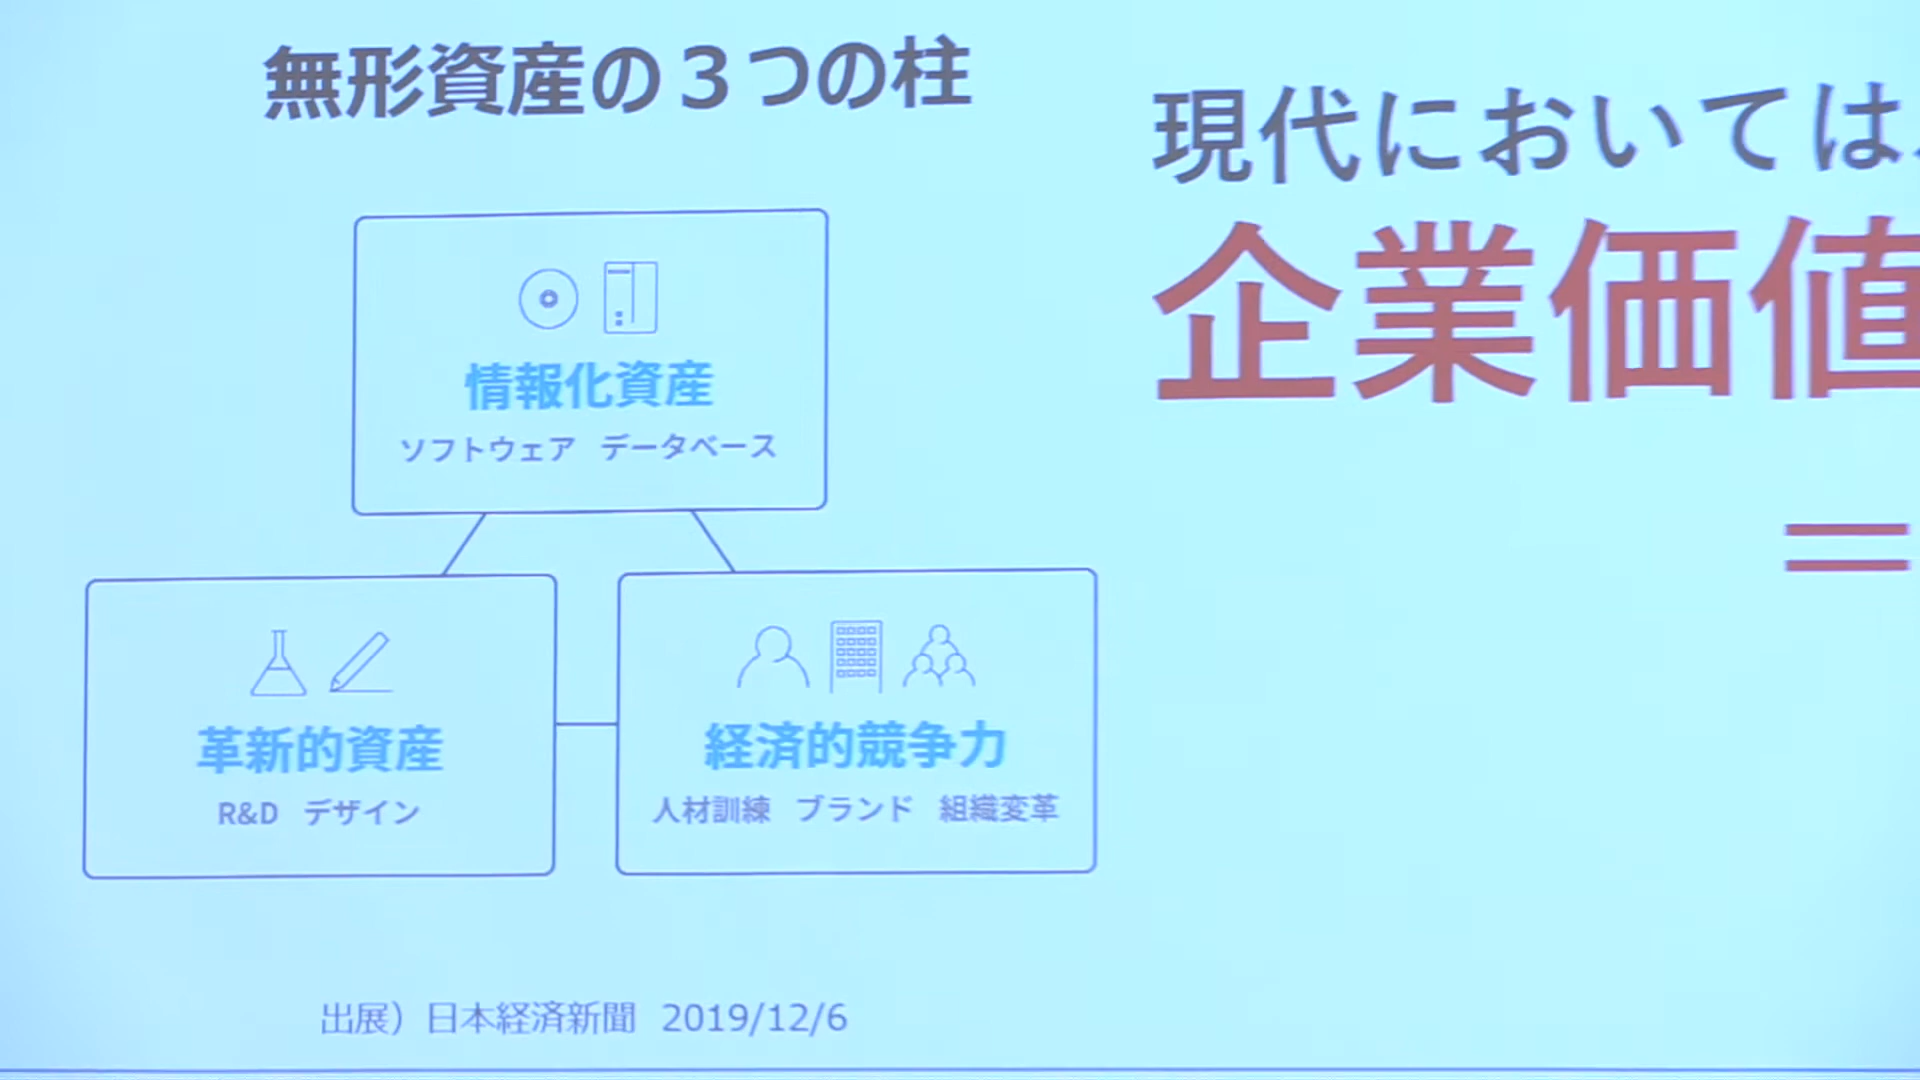 無形資産の３つの柱
情報化資産
ソフトウェア データベース
革新的資産
R&D デザイン
経済的競争力
人材訓練 ブランド 組織変革
出展）日本経済新聞 2019/12/6
現代においては、
企業価値
＝